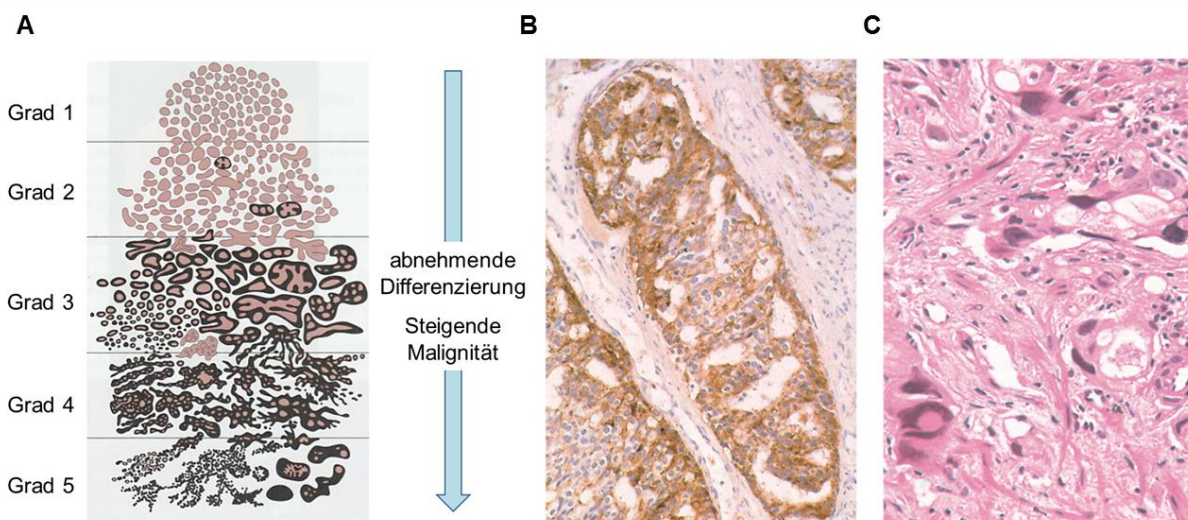 A
B
C
Grad 1
Grad 2
Grad 3
Grad 4
Grad 5
abnehmende
Differenzierung
Steigende
Malignität